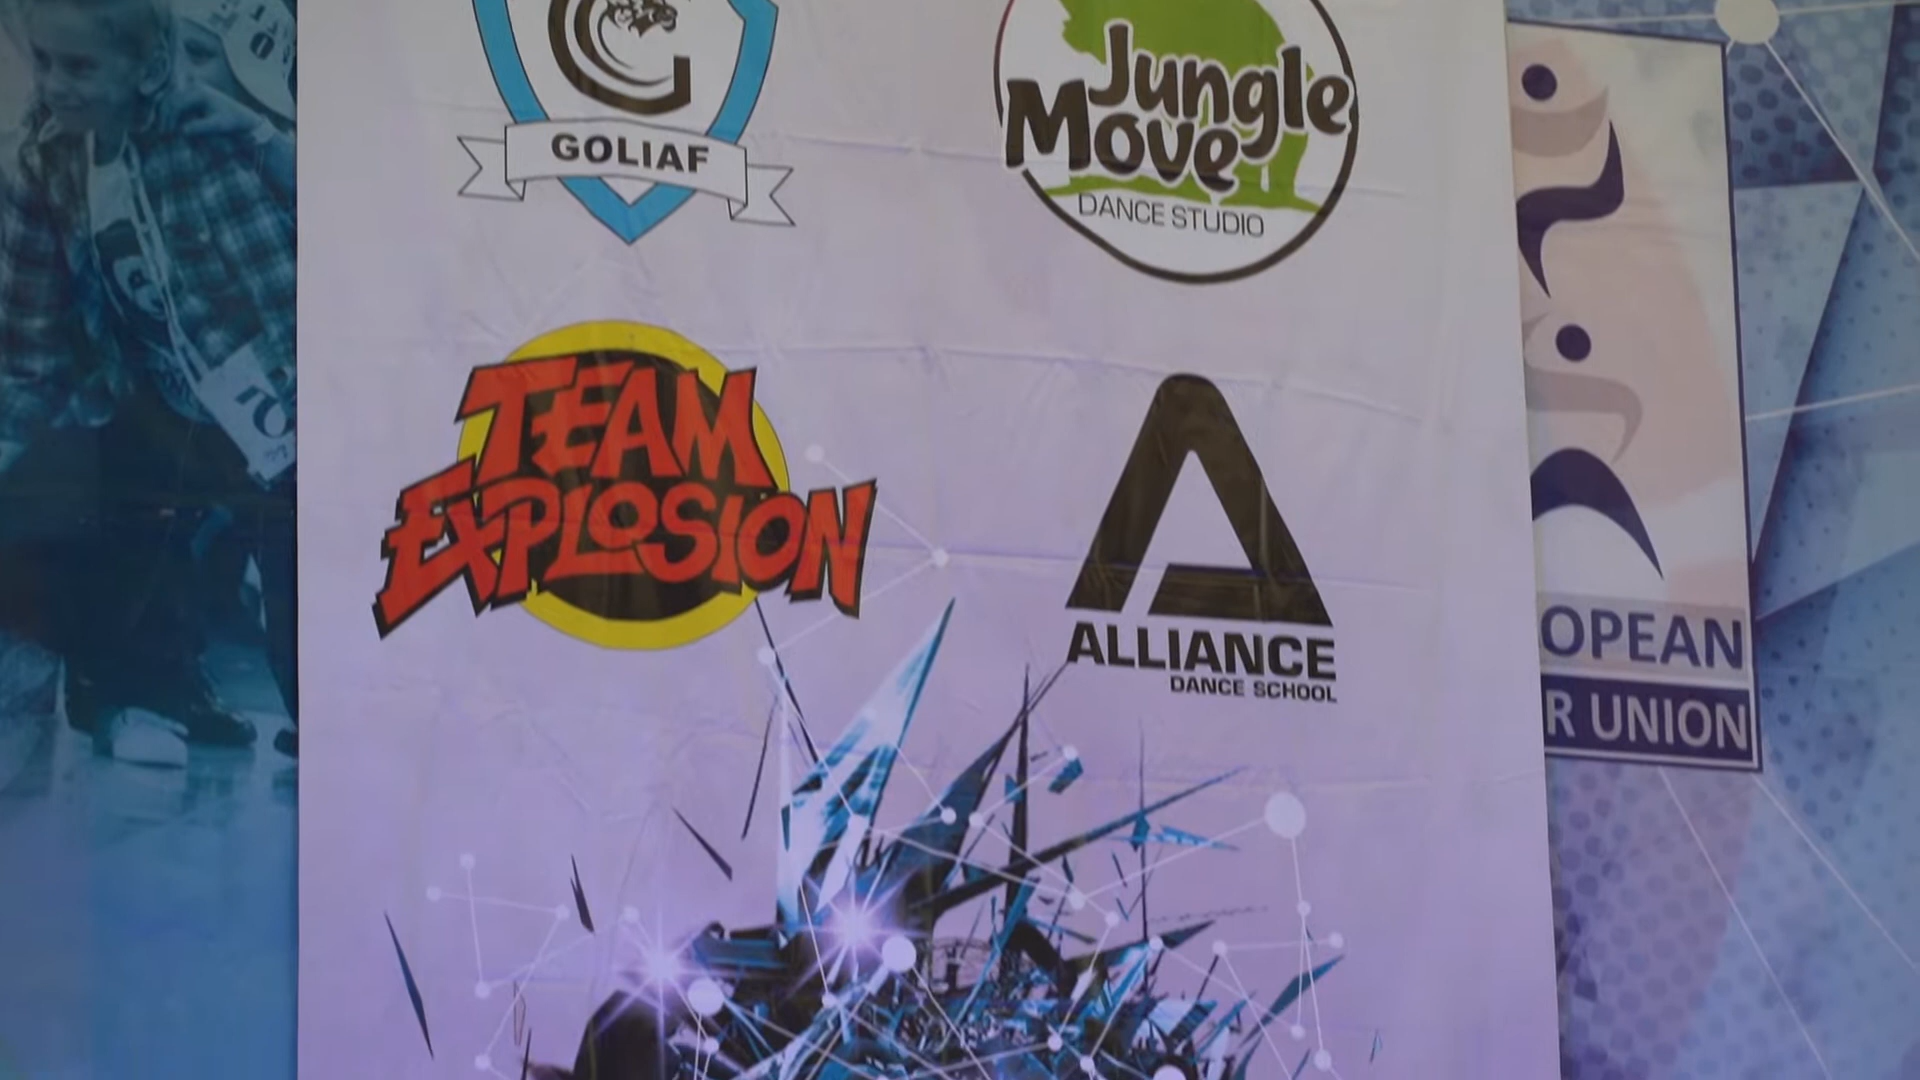 GOLIAF
Jungle
Move
DANCE STUDIO
TEAM
EXPLOSION
ALLIANCE
DANCE SCHOOL
OPEAN
R UNION